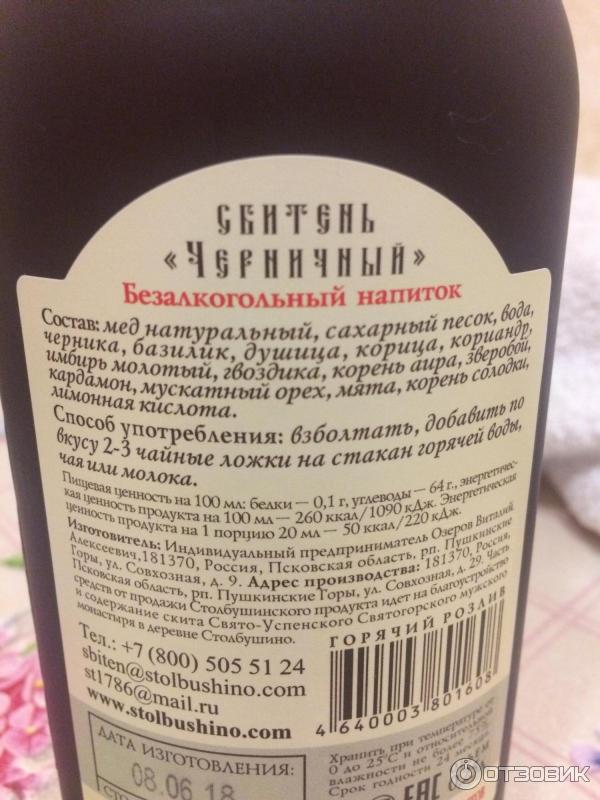 СБИТЕНЬ
«ЧЕРНИЧНЫЙ»
Безалкогольный напиток
Состав: мед натуральный, сахарный песок, вода,
черника, базилик, душица, корица, кориандр,
имбирь молотый, гвоздика, корень аира, зверобой,
кардамон, мускатный орех, мята, корень солодки,
лимонная кислота.
Способ употребления: взболтать, добавить по
вкусу 2-3 чайные ложки на стакан горячей воды,
чая или молока.
Пищевая ценность на 100 мл: белки — 0,1 г, углеводы — 64 г., энергетичес-
кая ценность продукта на 100 мл — 260 ккал/1090 кДж. Энергетическая
ценность продукта на 1 порцию 20 мл — 50 ккал/220 кДж.
Изготовитель: Индивидуальный предприниматель Озеров Виталий
Алексеевич,181370, Россия, Псковская область, рп. Пушкинские
Горы, ул. Совхозная, д. 9. Адрес производства: 181370, Россия,
Псковская область, рп. Пушкинские Горы, ул. Совхозная, д. 29. Часть
средств от продажи Столбушинского продукта идет на благоустройство
и содержание скита Свято-Успенского Святогорского мужского
монастыря в деревне Столбушино.
Тел.: +7 (800) 505 51 24
sbiten@stolbushino.com
st1786@mail.ru
www.stolbushino.com
ГОРЯЧИЙ РОЗЛИВ
4 640003 801608
ДАТА ИЗГОТОВЛЕНИЯ:
08.06 18
Хранить при температуре от
0 до 25°С и относительной
влажности не более
Срок годности 24 месяца
EAC
ОТЗОВИК